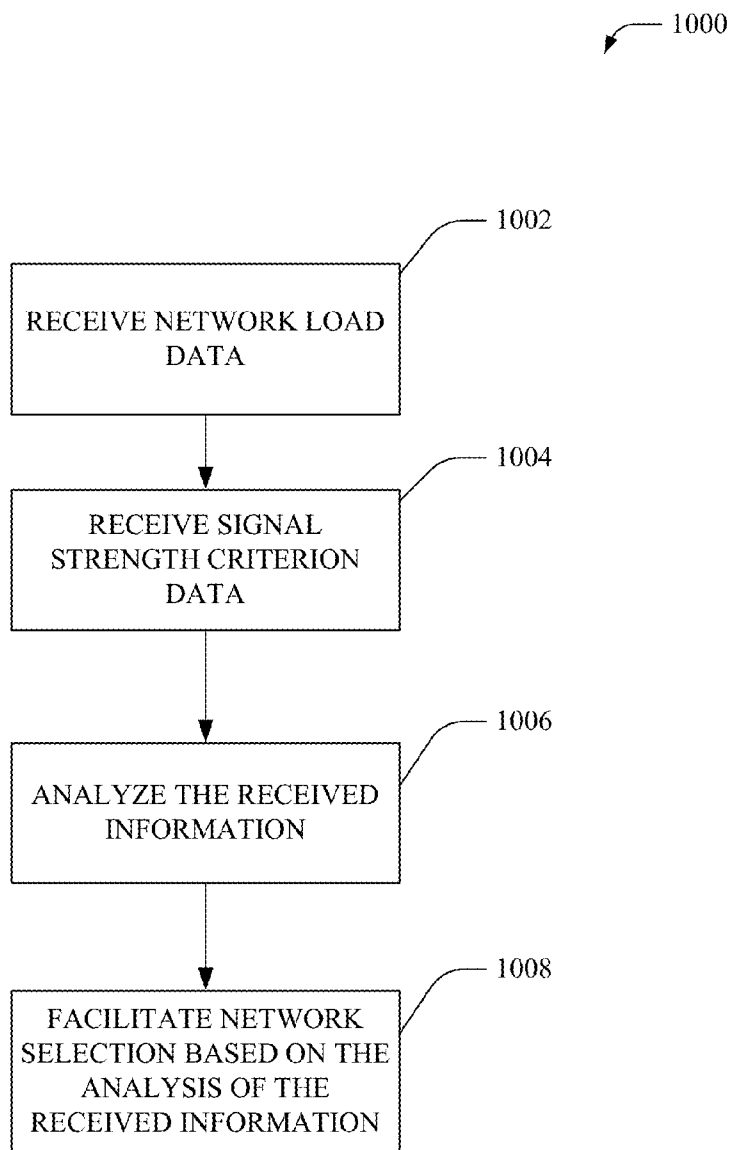 1000
1002
RECEIVE NETWORK LOAD
DATA
1004
RECEIVE SIGNAL
STRENGTH CRITERION
DATA
1006
ANALYZE THE RECEIVED
INFORMATION
1008
FACILITATE NETWORK
SELECTION BASED ON THE
ANALYSIS OF THE
RECEIVED INFORMATION